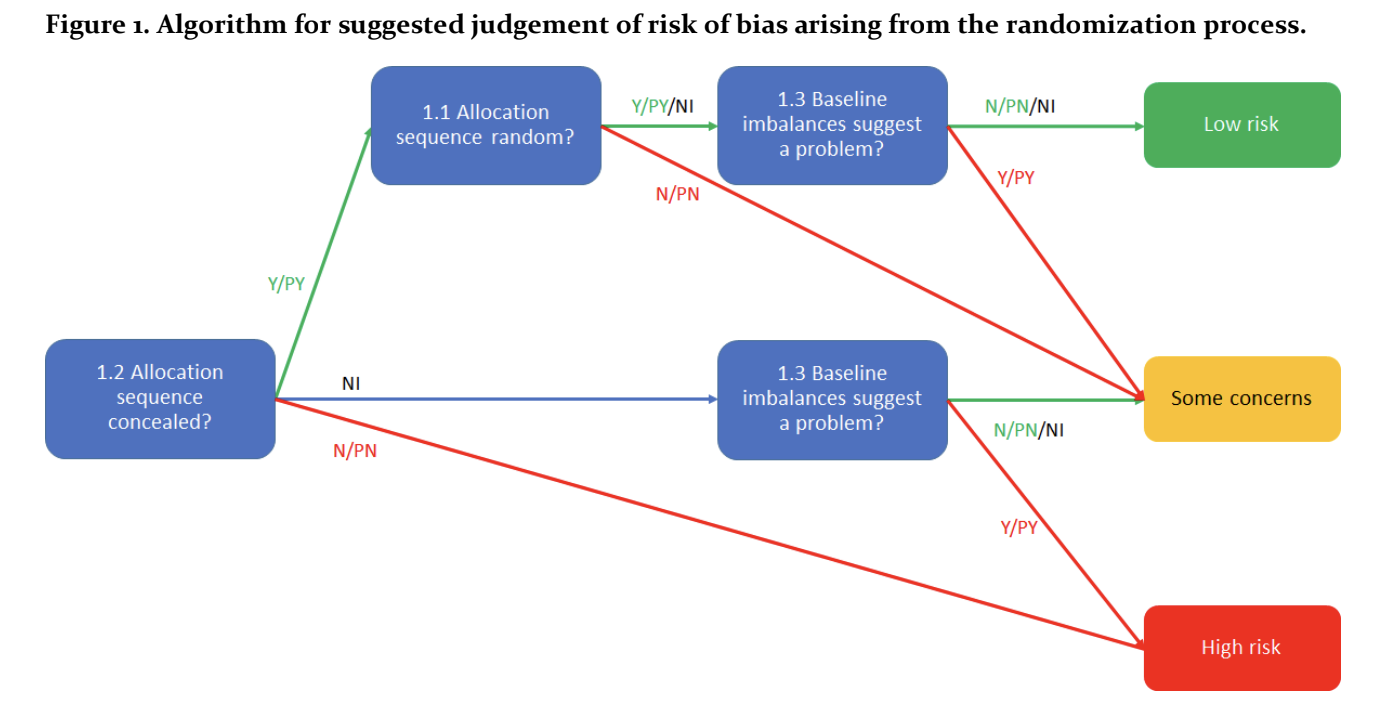 Figure 1. Algorithm for suggested judgement of risk of bias arising from the randomization process.
1.1 Allocation
sequence random?
Y/PY/NI
N/PN
1.3 Baseline
imbalances suggest
a problem?
N/PN/NI
Y/PY
Low risk
Y/PY
1.2 Allocation
sequence
concealed?
NI
N/PN
1.3 Baseline
imbalances suggest
a problem?
N/PN/NI
Y/PY
Some concerns
High risk